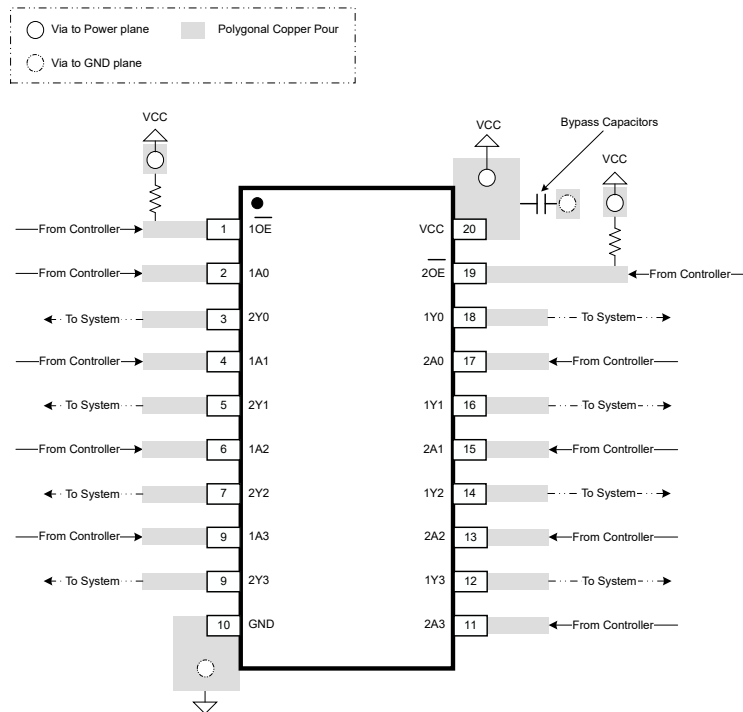 Via to Power plane
Polygonal Copper Pour
Via to GND plane
VCC
VCC
Bypass Capacitors
VCC
From Controller 1 1OE
VCC 20
From Controller 2 1A0
2OE 19 From Controller
To System 3 2Y0
1Y0 18 To System
From Controller 4 1A1
2A0 17 From Controller
To System 5 2Y1
1Y1 16 To System
From Controller 6 1A2
2A1 15 From Controller
To System 7 2Y2
1Y2 14 To System
From Controller 9 1A3
2A2 13 From Controller
To System 9 2Y3
1Y3 12 To System
10 GND
2A3 11 From Controller